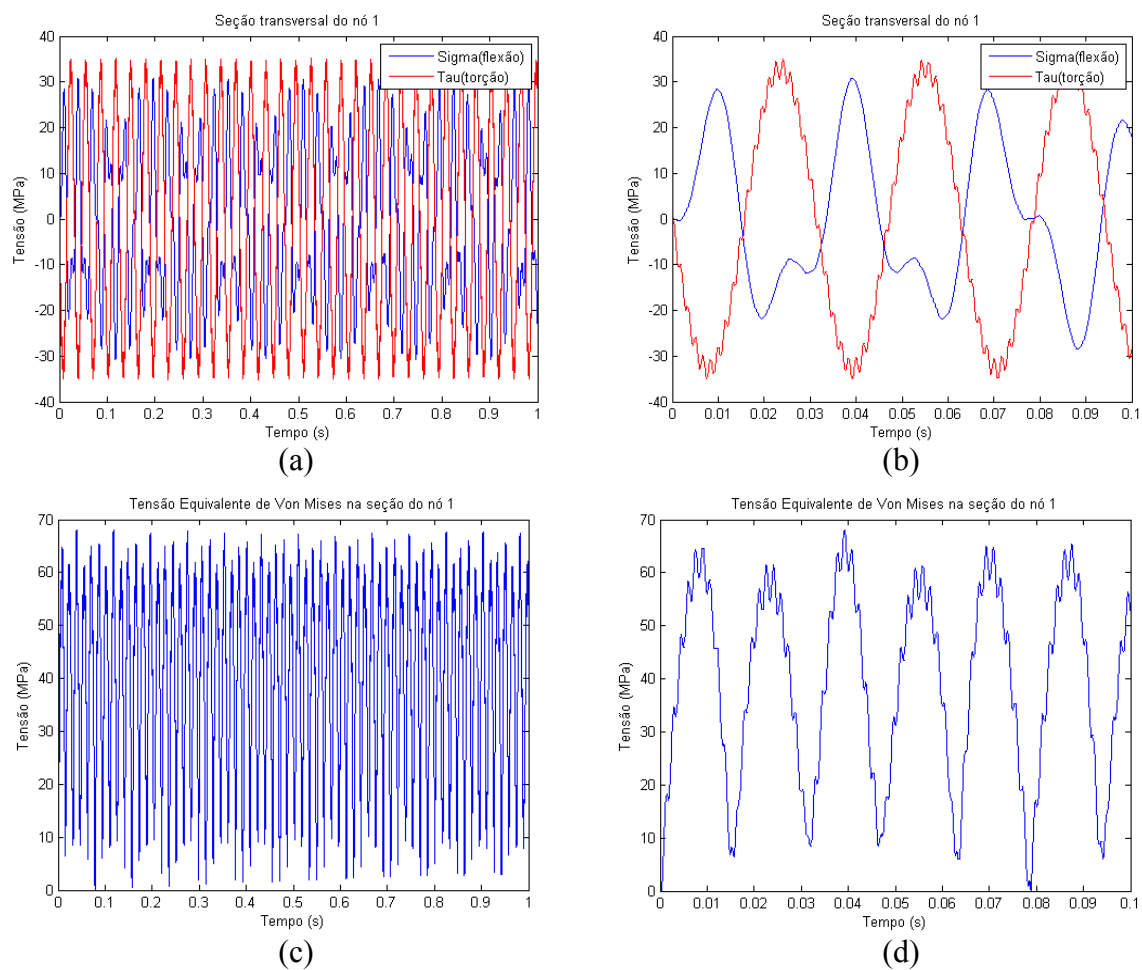 Seção transversal do nó 1
Tensão (MPa)
40
30
20
10
0
-10
-20
-30
-40
Sigma(flexão)
Tau(torção)
0 0.1 0.2 0.3 0.4 0.5 0.6 0.7 0.8 0.9 1
Tempo (s)
(a)
Seção transversal do nó 1
Tensão (MPa)
40
30
20
10
0
-10
-20
-30
-40
Sigma(flexão)
Tau(torção)
0 0.01 0.02 0.03 0.04 0.05 0.06 0.07 0.08 0.09 0.1
Tempo (s)
(b)
Tensão Equivalente de Von Mises na seção do nó 1
Tensão (MPa)
70
60
50
40
30
20
10
0
0 0.1 0.2 0.3 0.4 0.5 0.6 0.7 0.8 0.9 1
Tempo (s)
(c)
Tensão Equivalente de Von Mises na seção do nó 1
Tensão (MPa)
70
60
50
40
30
20
10
0
0 0.01 0.02 0.03 0.04 0.05 0.06 0.07 0.08 0.09 0.1
Tempo (s)
(d)